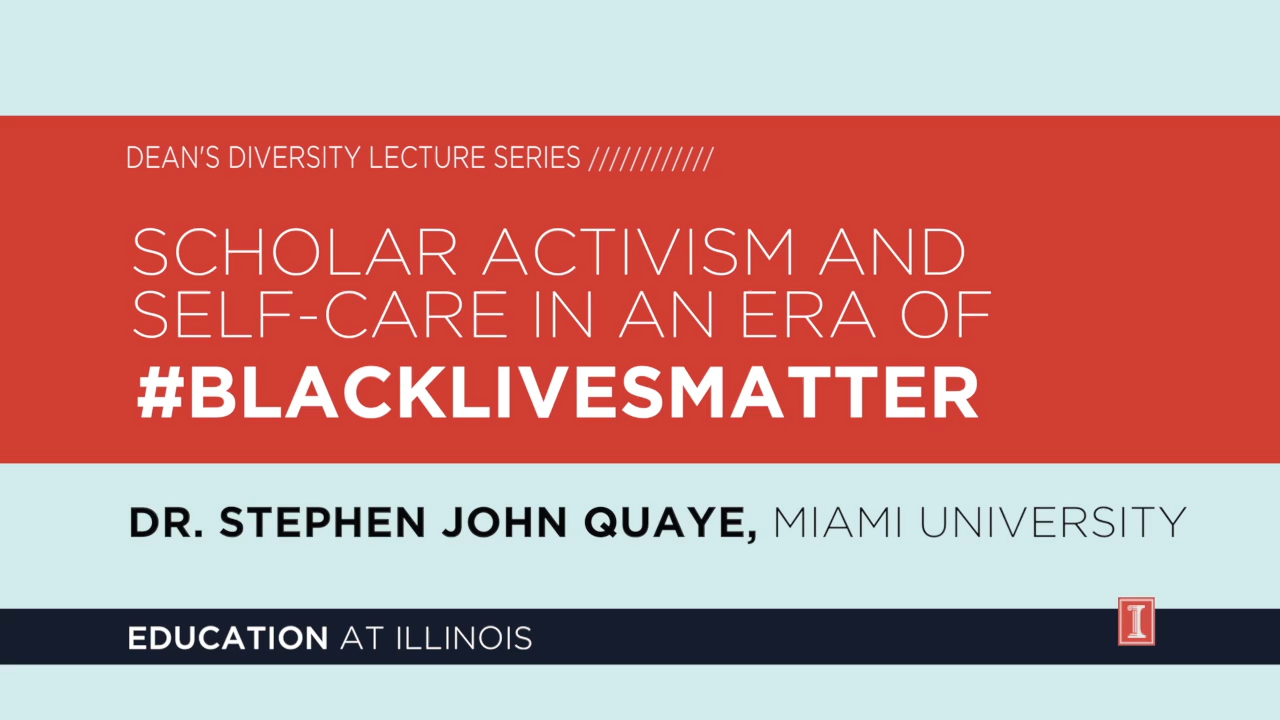 DEAN'S DIVERSITY LECTURE SERIES ////////////
SCHOLAR ACTIVISM AND
SELF-CARE IN AN ERA OF
#BLACKLIVESMATTER
DR. STEPHEN JOHN QUAYE, MIAMI UNIVERSITY
EDUCATION AT ILLINOIS
I